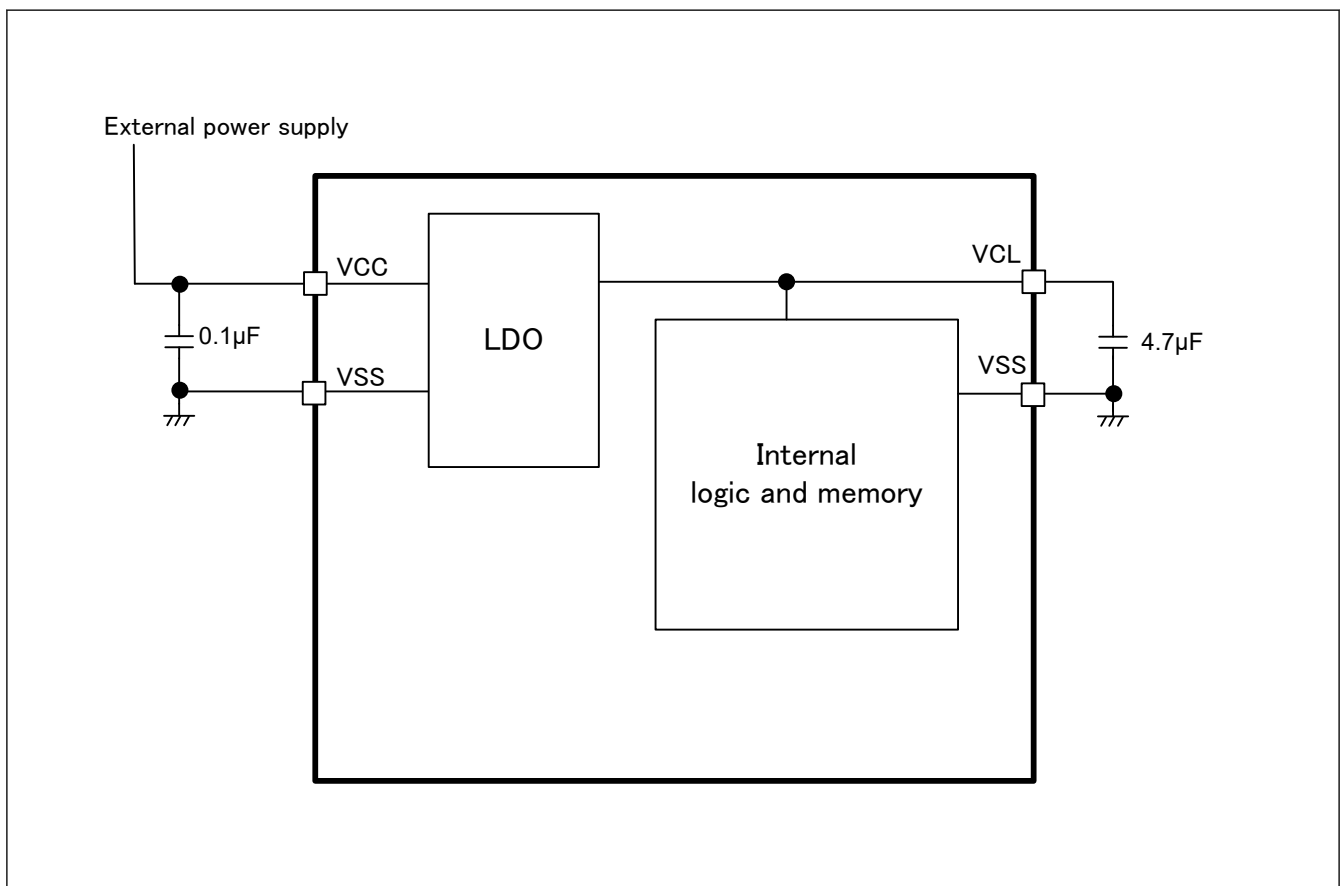 External power supply
VCC
VCL
0.1μF
LDO
4.7μF
VSS
VSS
Internal
logic and memory